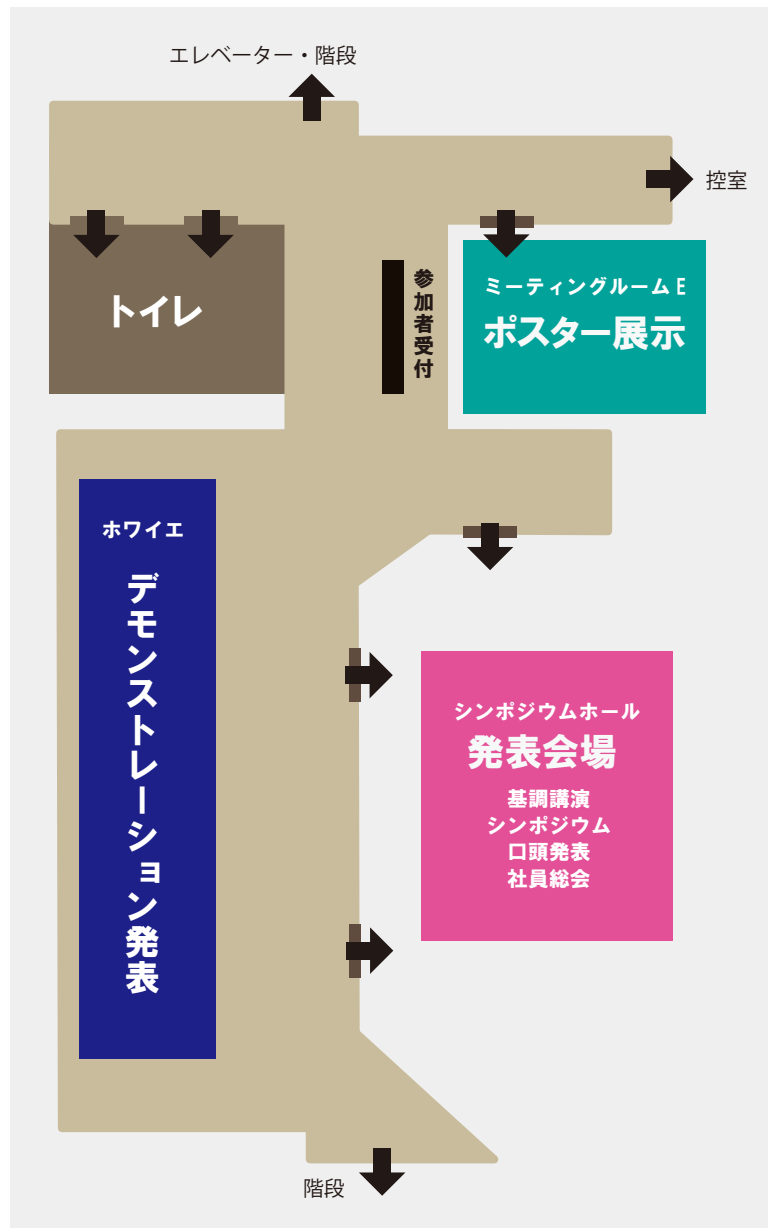 エレベーター・階段
控室
トイレ
参加者受付
ミーティングルームE
ポスター展示
ホワイエ
デモンストレーション発表
シンポジウムホール
発表会場
基調講演
シンポジウム
口頭発表
社員総会
階段